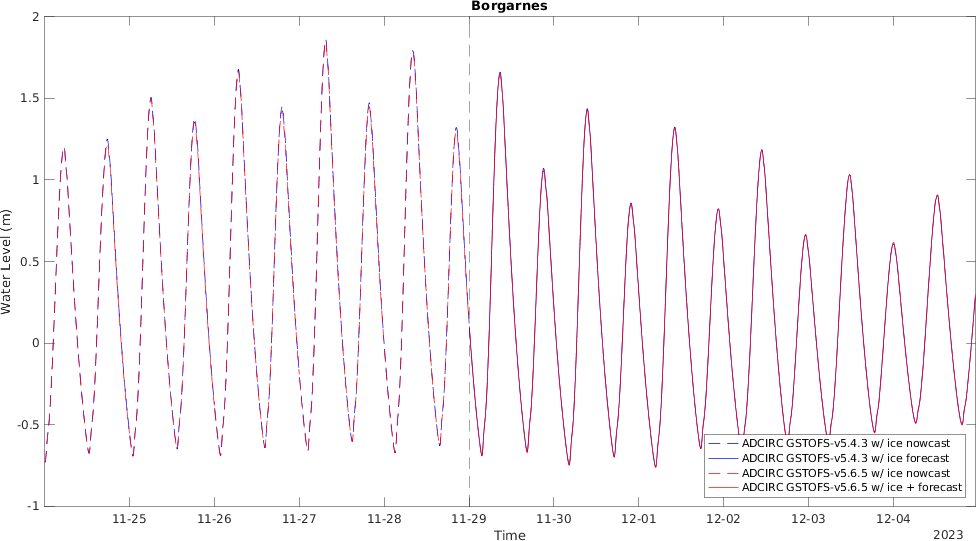 Borgarnes
2
1.5
1
0.5
0
-0.5
-1
Water Level (m)
11-25
11-26
11-27
11-28
11-29
11-30
12-01
12-02
12-03
12-04
Time
2023
ADCIRC GSTOFS-v5.4.3 w/ ice nowcast
ADCIRC GSTOFS-v5.4.3 w/ ice forecast
ADCIRC GSTOFS-v5.6.5 w/ ice nowcast
ADCIRC GSTOFS-v5.6.5 w/ ice + forecast